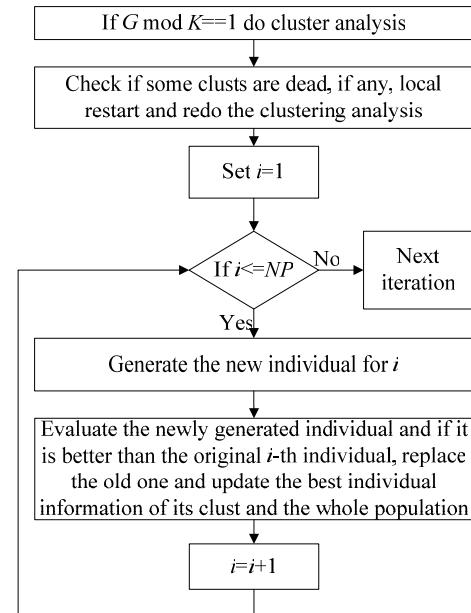 If G mod K==1 do cluster analysis
Check if some clusts are dead, if any, local
restart and redo the clustering analysis
Set i=1
If i<=NP
No
Next
iteration
Yes
Generate the new individual for i
Evaluate the newly generated individual and if it
is better than the original i-th individual, replace
the old one and update the best individual
information of its clust and the whole population
i=i+1